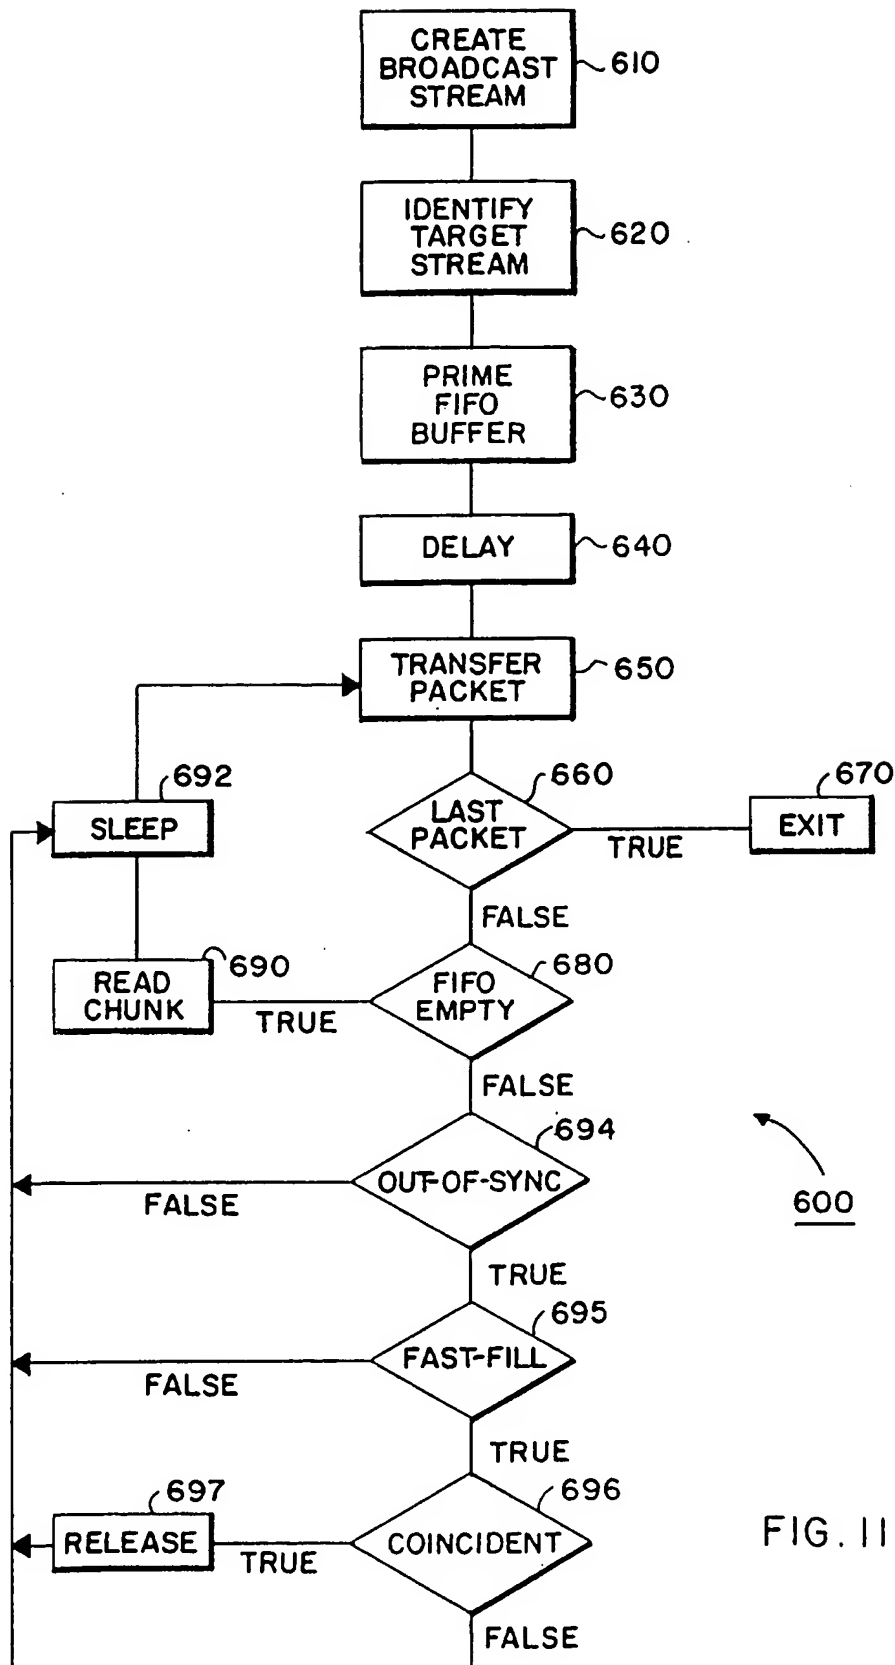 CREATE
BROADCAST
STREAM
610
IDENTIFY
TARGET
STREAM
620
PRIME
FIFO
BUFFER
630
DELAY
640
TRANSFER
PACKET
650
692
SLEEP
660
LAST
PACKET
TRUE
670
EXIT
FALSE
690
READ
CHUNK
TRUE
680
FIFO
EMPTY
FALSE
694
OUT-OF-SYNC
FALSE
600
TRUE
695
FAST-FILL
FALSE
TRUE
697
RELEASE
TRUE
696
COINCIDENT
FIG. 11
FALSE